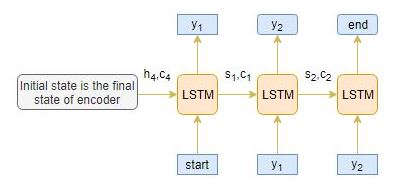 y1 y2 end
h4,c4 s1,c1 s2,c2
Initial state is the final
state of encoder
LSTM LSTM LSTM
start y1 y2